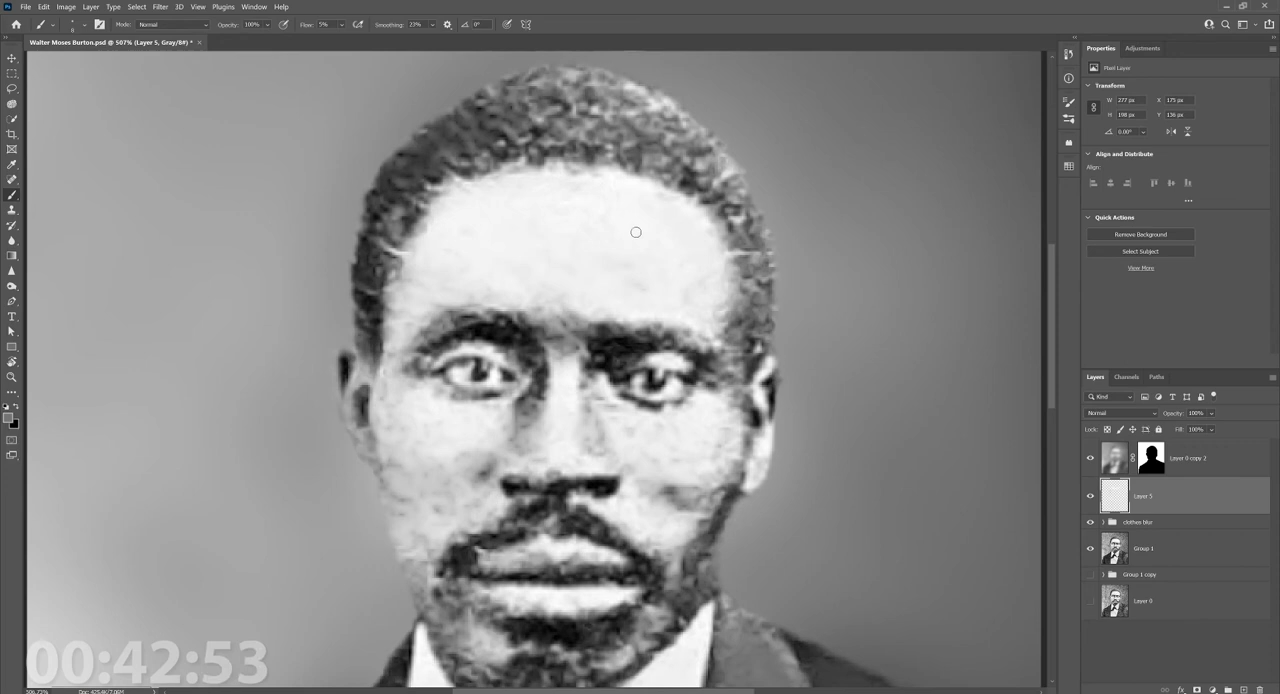 Ps File Edit Image Layer Type Select Filter 3D View Plugins Window Help
Mode: Normal Opacity: 100% Flow: 5% Smoothing: 23% 0°
Walter Moses Burton.psd @ 507% (Layer 5, Gray/8#) *
Properties Adjustments
Pixel Layer
Transform
W 277 px X 175 px
H 198 px Y 136 px
0.00°
Align and Distribute
Align:
Quick Actions
Remove Background
Select Subject
View More
Layers Channels Paths
Kind
Normal Opacity: 100%
Lock: Fill: 100%
Layer 0 copy 2
Layer 5
clothes blur
Group 1
Group 1 copy
Layer 0
00:42:53